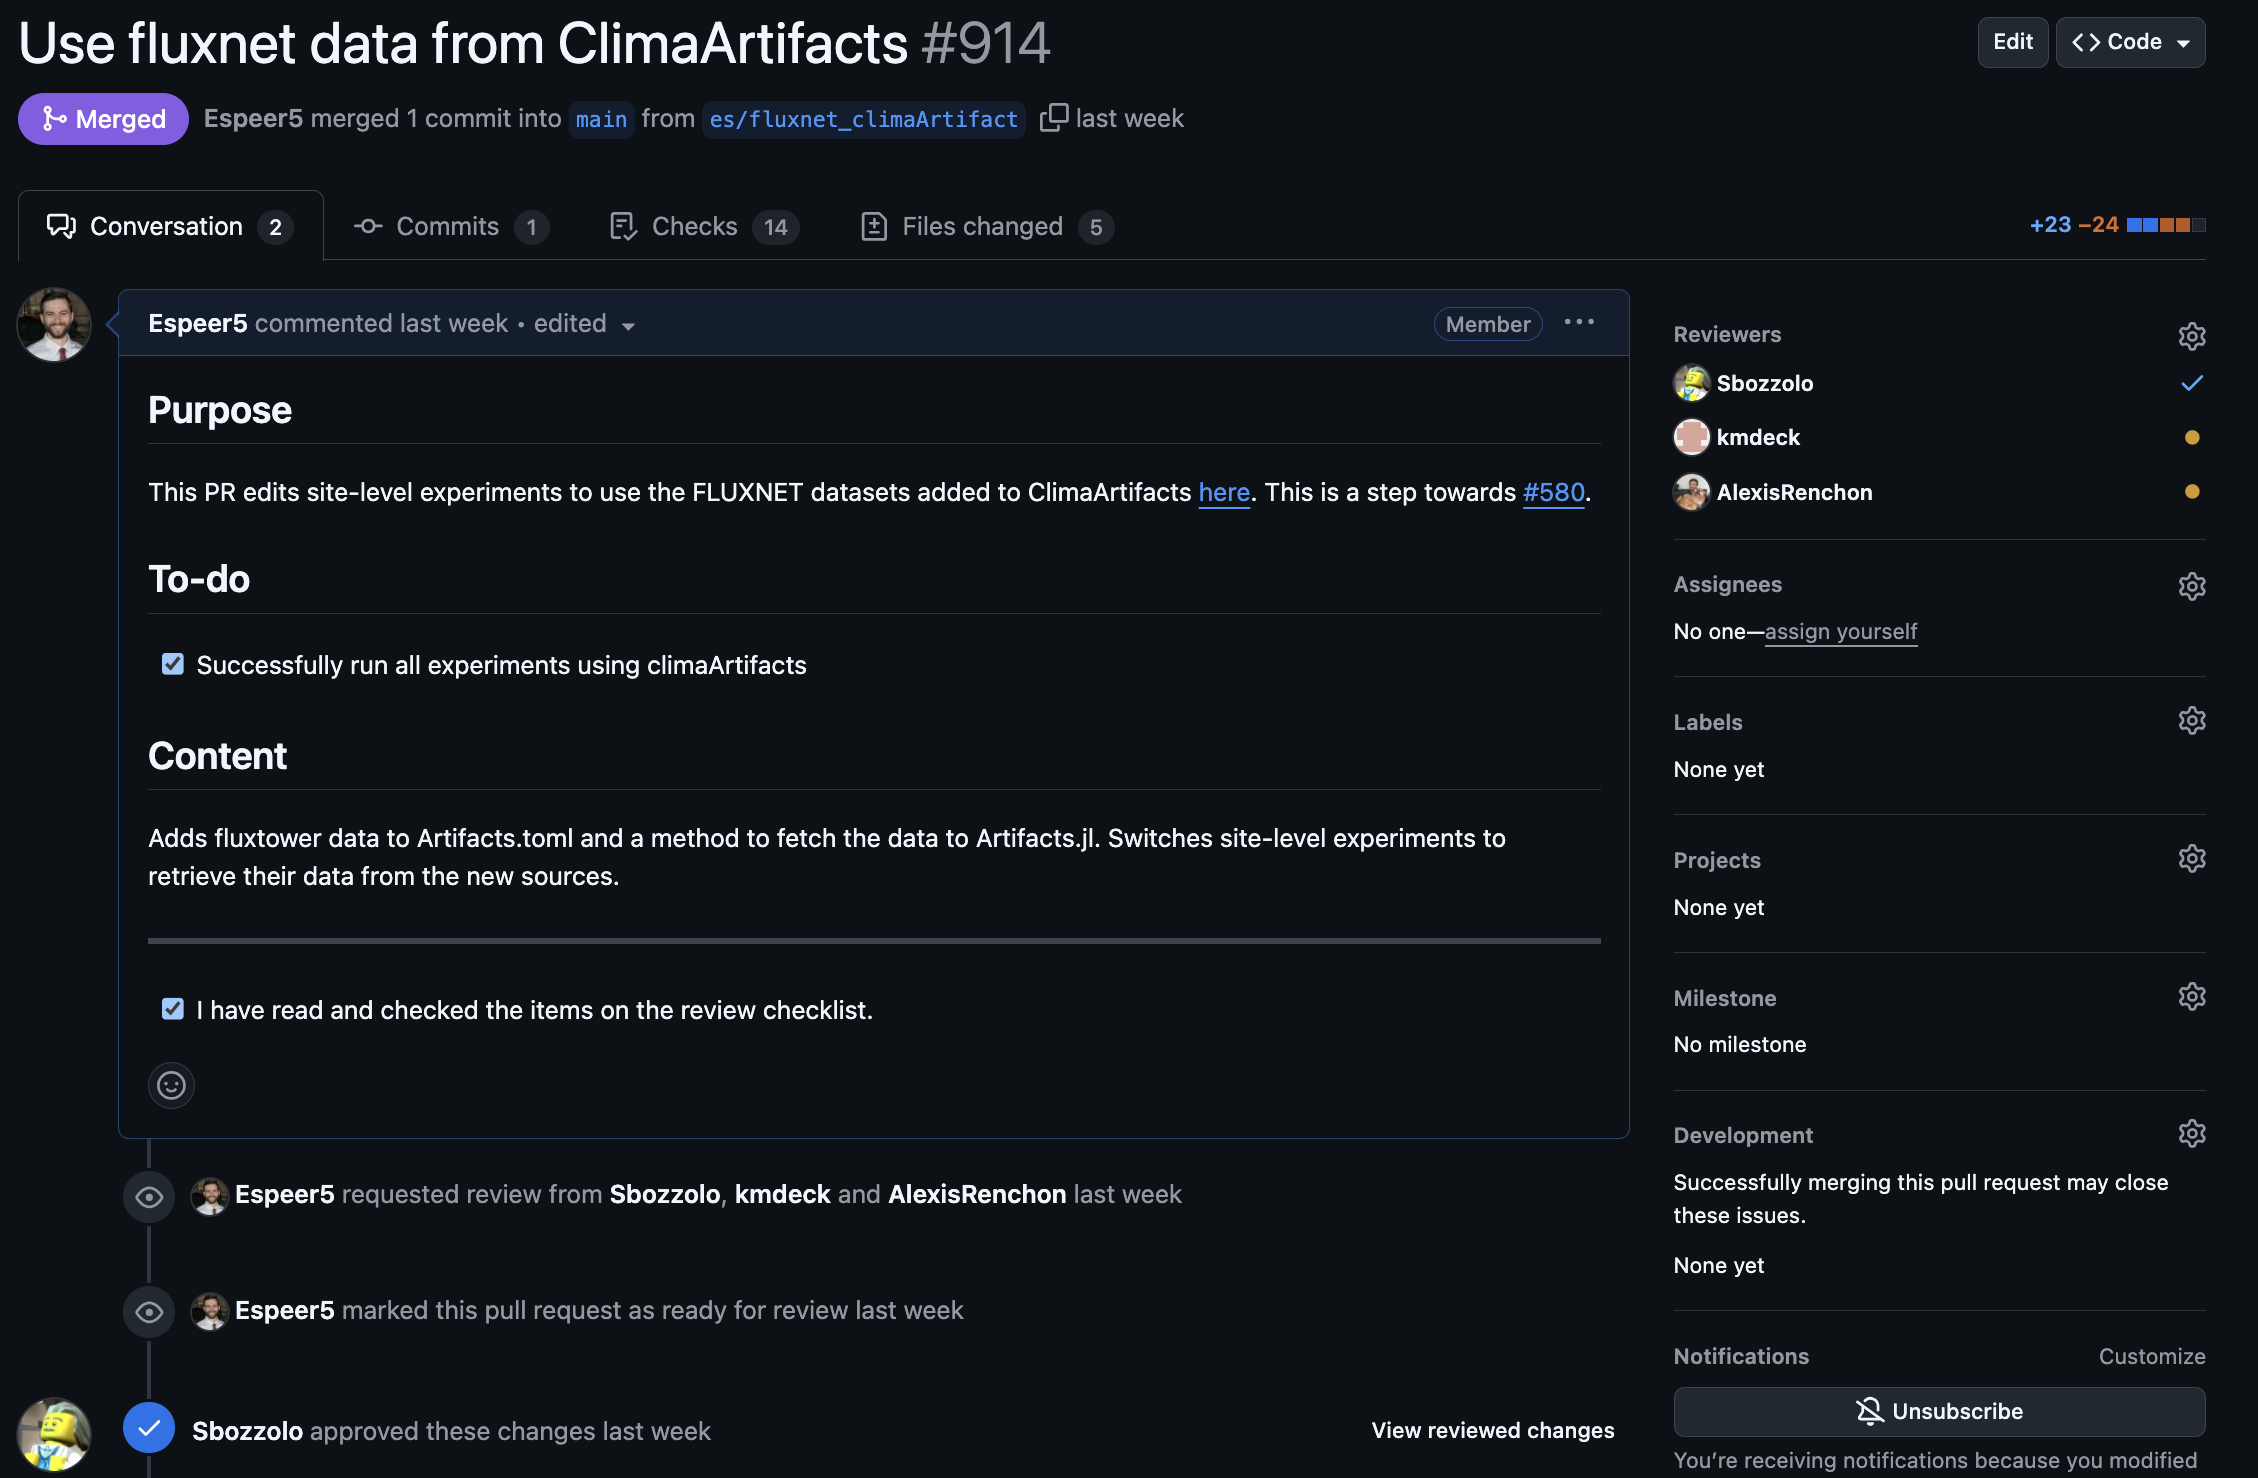 Use fluxnet data from ClimaArtifacts #914
Edit
Code
Merged
Espeer5 merged 1 commit into main from es/fluxnet_climaArtifact last week
Conversation 2
Commits 1
Checks 14
Files changed 5
+23 −24
Espeer5 commented last week • edited
Member
Purpose
This PR edits site-level experiments to use the FLUXNET datasets added to ClimaArtifacts here. This is a step towards #580.
To-do
Successfully run all experiments using climaArtifacts
Content
Adds fluxtower data to Artifacts.toml and a method to fetch the data to Artifacts.jl. Switches site-level experiments to
retrieve their data from the new sources.
I have read and checked the items on the review checklist.
Espeer5 requested review from Sbozzolo, kmdeck and AlexisRenchon last week
Espeer5 marked this pull request as ready for review last week
Sbozzolo approved these changes last week
View reviewed changes
Reviewers
Sbozzolo
kmdeck
AlexisRenchon
Assignees
No one—assign yourself
Labels
None yet
Projects
None yet
Milestone
No milestone
Development
Successfully merging this pull request may close
these issues.
None yet
Notifications
Customize
Unsubscribe
You're receiving notifications because you modified